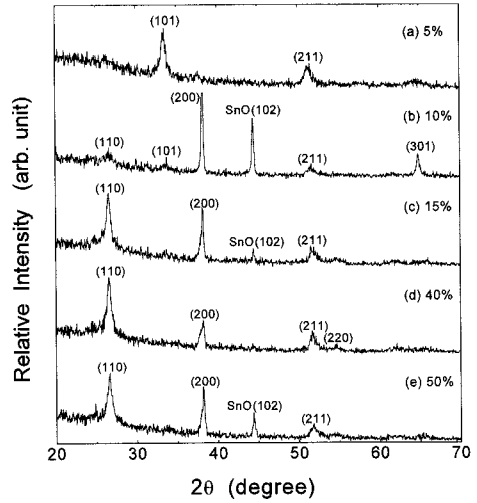 (101)
(211)
(a) 5%
(200)
SnO(102)
(b) 10%
(110)
(101)
(211)
(301)
(110)
(200)
(c) 15%
SnO(102)
(211)
(110)
(d) 40%
(200)
(211)
(220)
(110)
(200)
(e) 50%
SnO(102)
(211)
20 30 40 50 60 70
2θ (degree)
Relative Intensity (arb. unit)